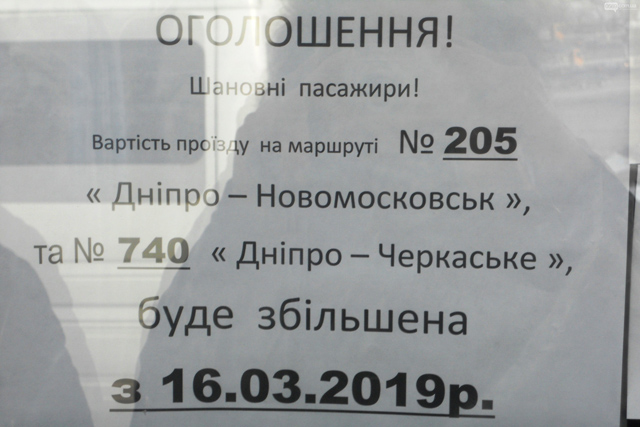 ОГОЛОШЕННЯ!
Шановні пасажири!
Вартість проїзду на маршруті № 205
« Дніпро – Новомосковськ »,
та № 740 « Дніпро – Черкаське »,
буде збільшена
з 16.03.2019р.